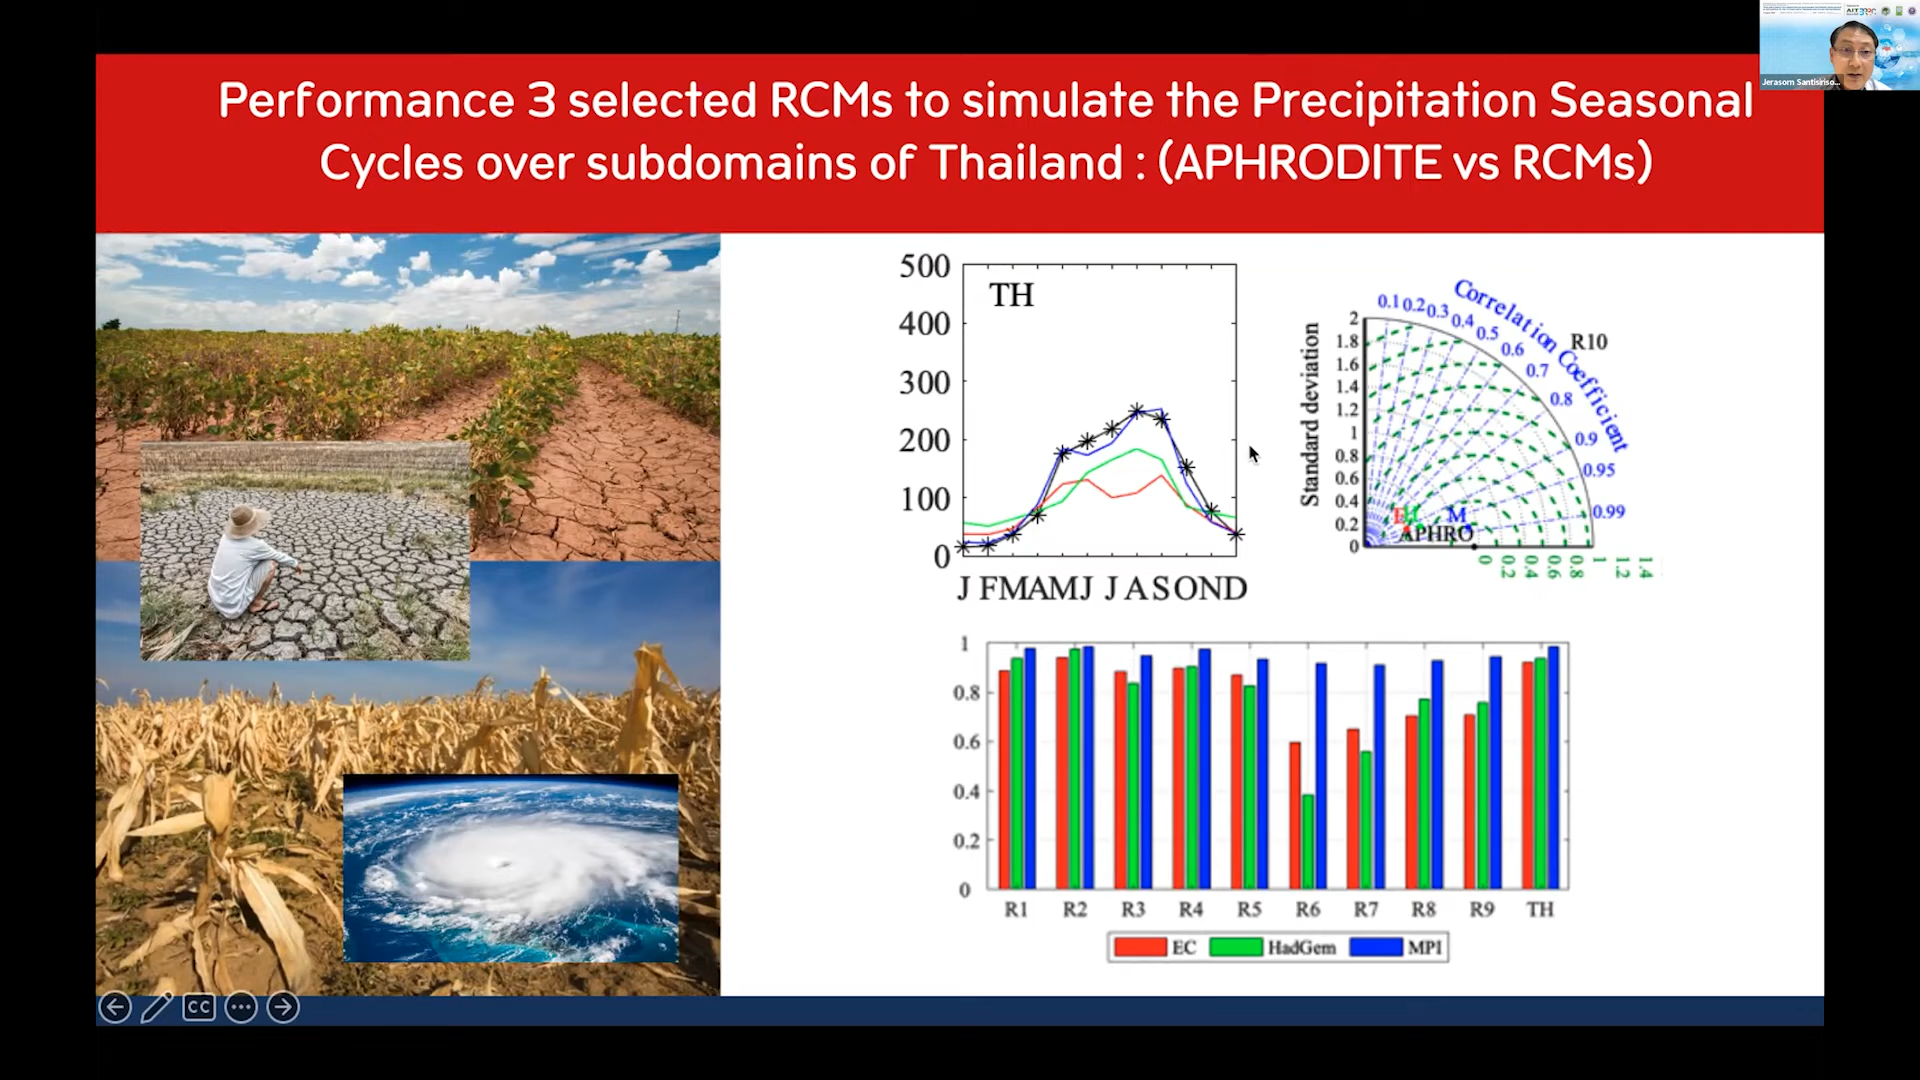 Performance 3 selected RCMs to simulate the Precipitation Seasonal
Cycles over subdomains of Thailand : (APHRODITE vs RCMs)
Jerasorn Santisiriso...
500
400
300
200
100
0
TH
J F M A M J J A S O N D
Standard deviation
2
1.8
1.6
1.4
1.2
1
0.8
0.6
0.4
0.2
0
Correlation Coefficient
0.1 0.2 0.3 0.4 0.5 0.6 0.7 0.8 0.9 0.95 0.99
R10
M
APHRO
0 0.2 0.4 0.6 0.8 1 1.2 1.4
1
0.8
0.6
0.4
0.2
0
R1 R2 R3 R4 R5 R6 R7 R8 R9 TH
EC HadGem MPI
CC